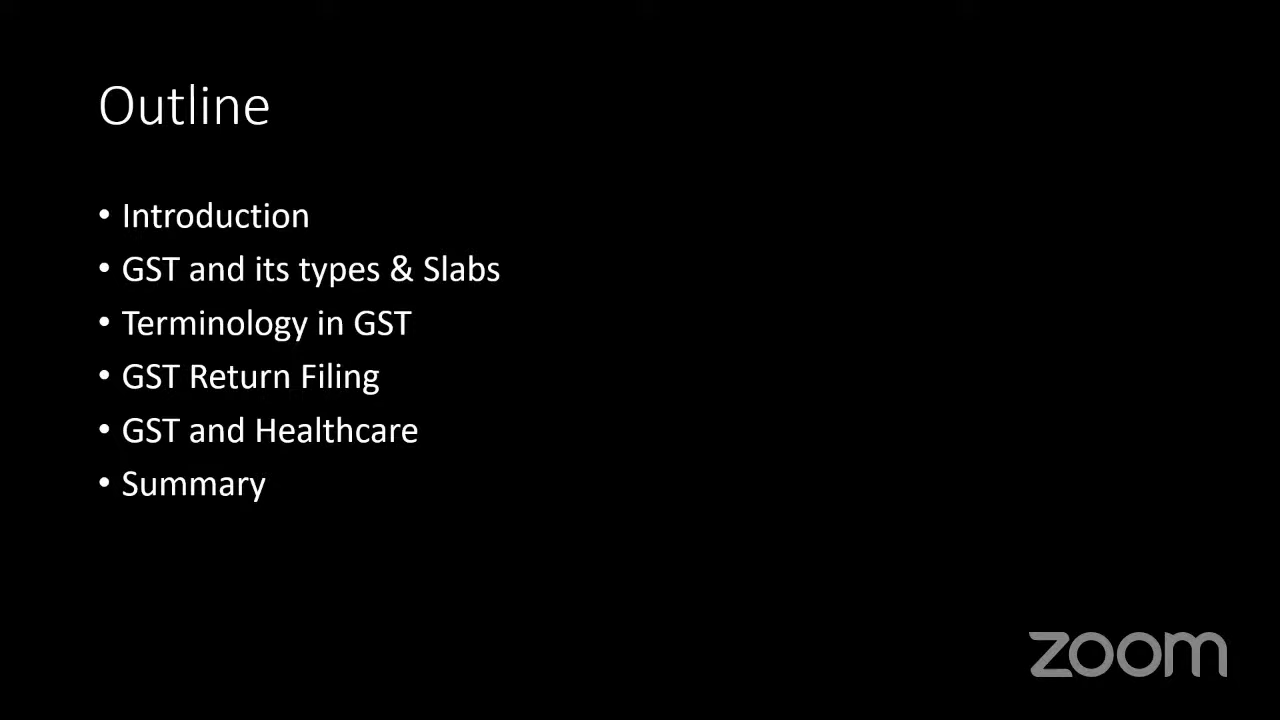 Outline
• Introduction
• GST and its types & Slabs
• Terminology in GST
• GST Return Filing
• GST and Healthcare
• Summary
zoom